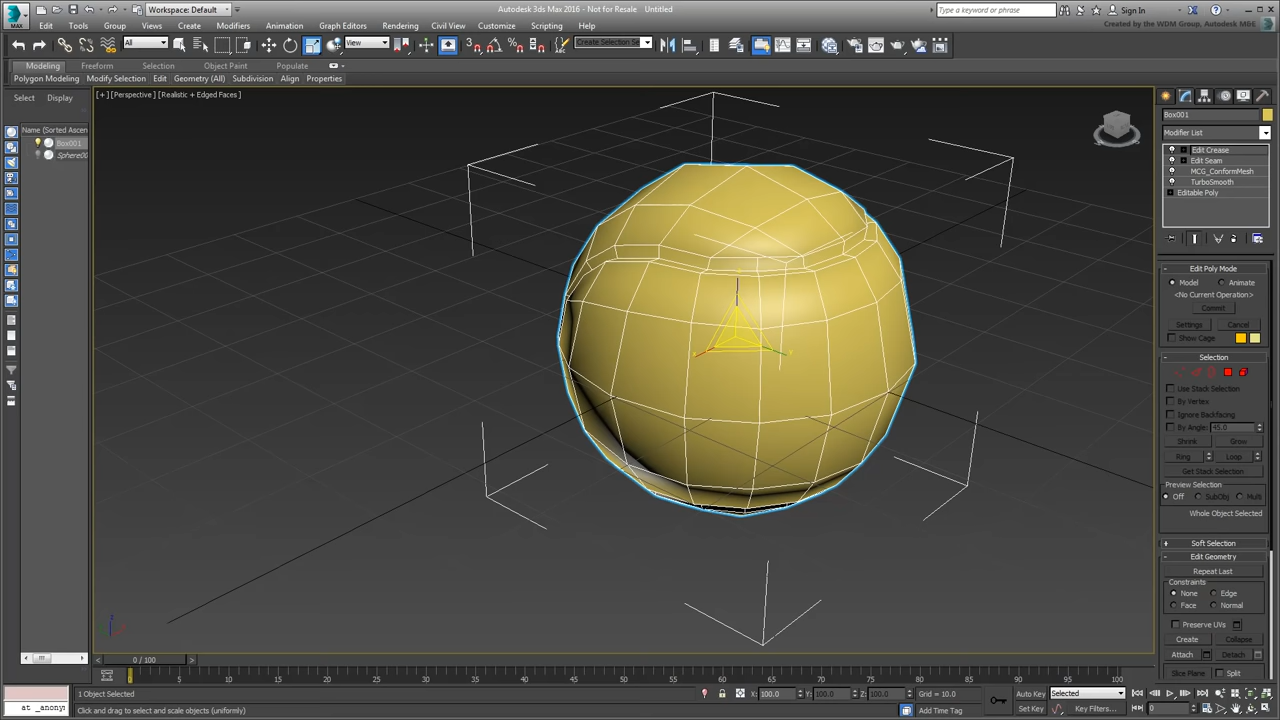 MAX
Workspace: Default
Autodesk 3ds Max 2016 - Not for Resale   Untitled
Type a keyword or phrase
Sign In
Edit Tools Group Views Create Modifiers Animation Graph Editors Rendering Civil View Customize Scripting Help
Created by the WDM Group, Autodesk M&E
All
View
Create Selection Se
Modeling Freeform Selection Object Paint Populate
Polygon Modeling Modify Selection Edit Geometry (All) Subdivision Align Properties
Select Display
[+] [Perspective] [Realistic + Edged Faces]
Name (Sorted Ascen
Box001
Sphere00
Box001
Modifier List
Edit Crease
Edit Seam
MCG_ConformMesh
TurboSmooth
Editable Poly
Edit Poly Mode
Model Animate
<No Current Operation>
Commit
Settings Cancel
Show Cage
Selection
Use Stack Selection
By Vertex
Ignore Backfacing
By Angle: 45.0
Shrink Grow
Ring Loop
Get Stack Selection
Preview Selection
Off SubObj Multi
Whole Object Selected
Soft Selection
Edit Geometry
Repeat Last
Constraints
None Edge
Face Normal
Preserve UVs
Create Collapse
Attach Detach
Slice Plane Split
0 / 100
0 5 10 15 20 25 30 35 40 45 50 55 60 65 70 75 80 85 90 95 100
1 Object Selected
X: 100.0 Y: 100.0 Z: 100.0 Grid = 10.0
Auto Key Selected
at _anony
Click and drag to select and scale objects (uniformly)
Add Time Tag
Set Key Key Filters...
0